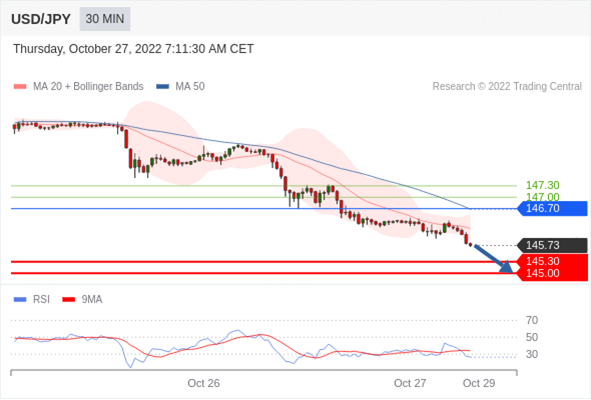 USD/JPY 30 MIN
Thursday, October 27, 2022 7:11:30 AM CET
MA 20 + Bollinger Bands MA 50 Research © 2022 Trading Central
147.30
147.00
146.70
145.73
145.30
145.00
RSI 9MA
70
50
30
Oct 26 Oct 27 Oct 29